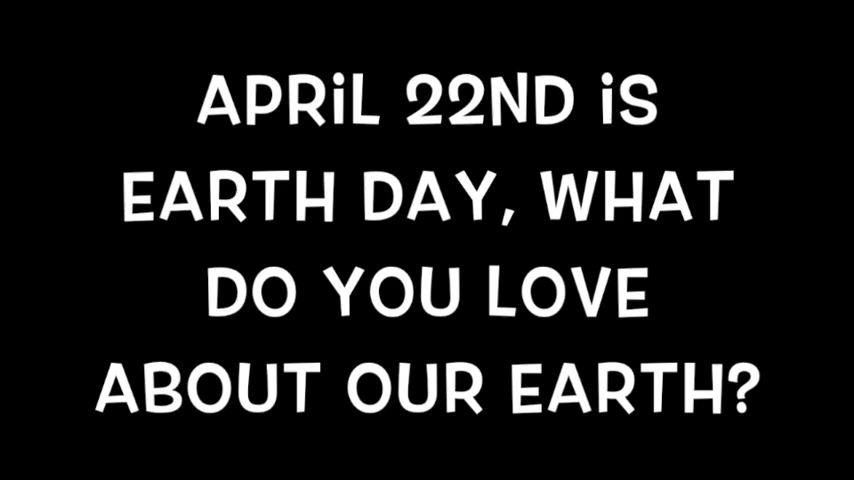 APRiL 22ND iS
EARTH DAY, WHAT
DO YOU LOVE
ABOUT OUR EARTH?